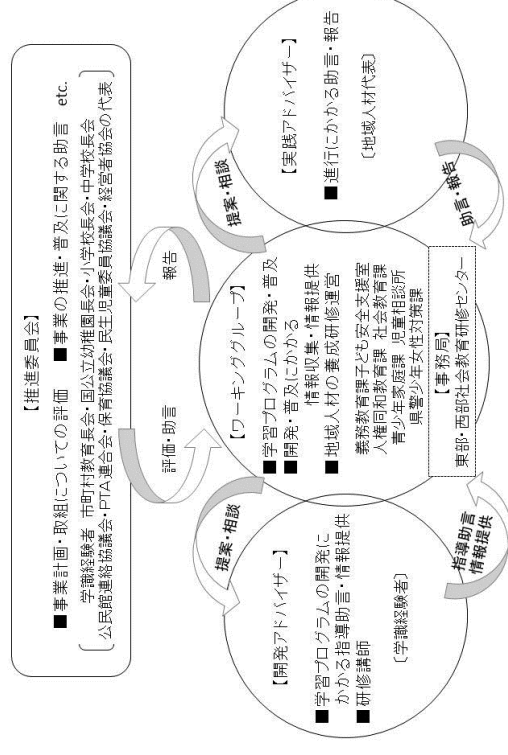 【推進委員会】
■事業計画・取組についての評価　■事業の推進・普及に関する助言　etc.
学識経験者　市町村教育長会・国公立幼稚園長会・小学校長会・中学校長会
公民館連絡協議会・PTA連合会・保育協議会・民生児童委員協議会・経営者協会の代表
評価・助言
報告
提案・相談
提案・相談
【開発アドバイザー】
■学習プログラムの開発に
かかる指導助言・情報提供
■研修講師
〔学識経験者〕
【ワーキンググループ】
■学習プログラムの開発・普及
■開発・普及にかかる
情報収集・情報提供
■地域人材の養成研修運営
義務教育課子ども安全支援室
人権同和教育課　社会教育課
青少年家庭課　児童相談所
県警少年女性対策課
【事務局】
東部・西部社会教育研修センター
【実践アドバイザー】
■進行にかかる助言・報告
〔地域人材代表〕
指導助言
情報提供
助言・報告